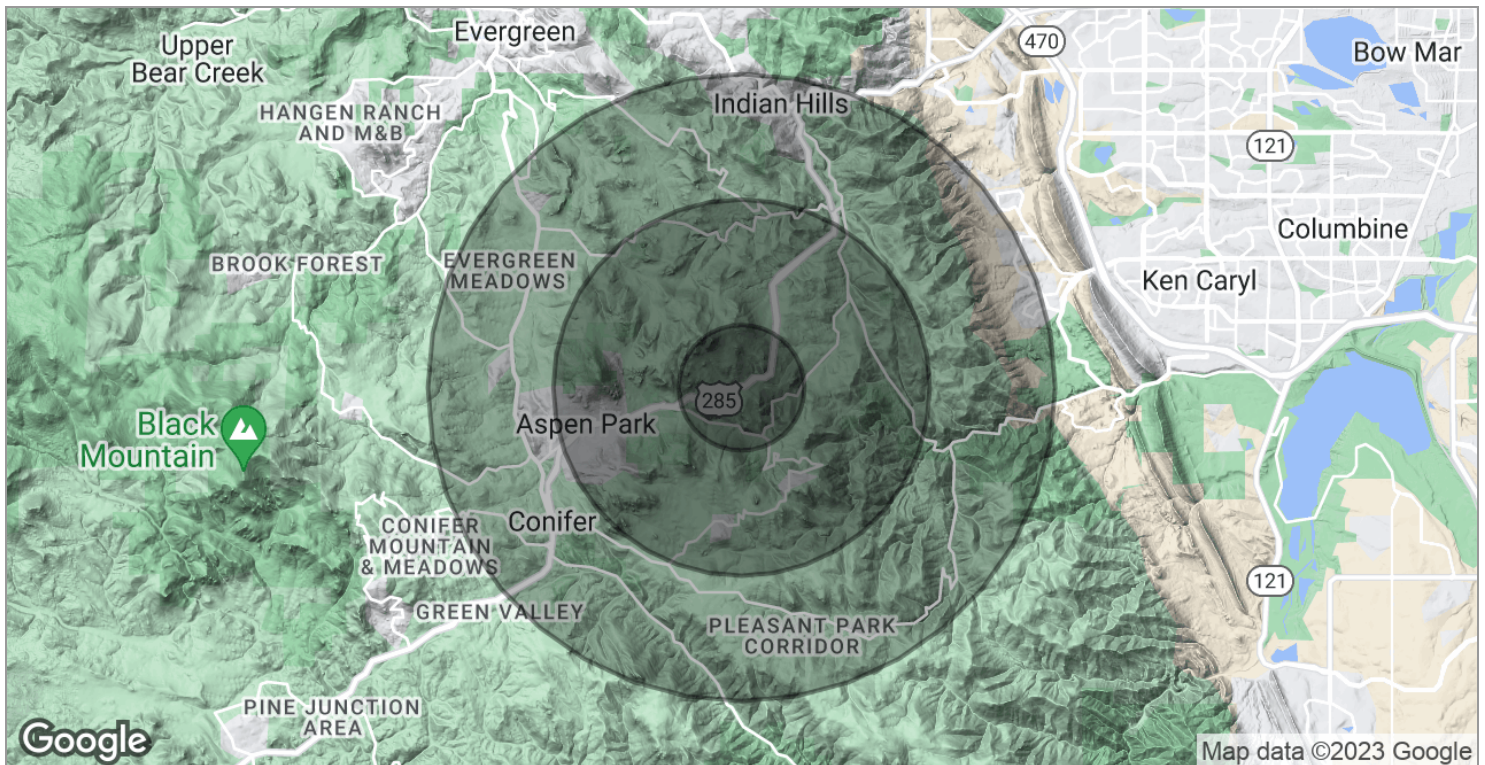 Upper
Bear Creek
Evergreen
470
Bow Mar
HANGEN RANCH
AND M&B
Indian Hills
121
Columbine
BROOK FOREST
EVERGREEN
MEADOWS
Ken Caryl
285
Black
Mountain
Aspen Park
Conifer
CONIFER
MOUNTAIN
& MEADOWS
121
GREEN VALLEY
PLEASANT PARK
CORRIDOR
PINE JUNCTION
AREA
Google
Map data ©2023 Google